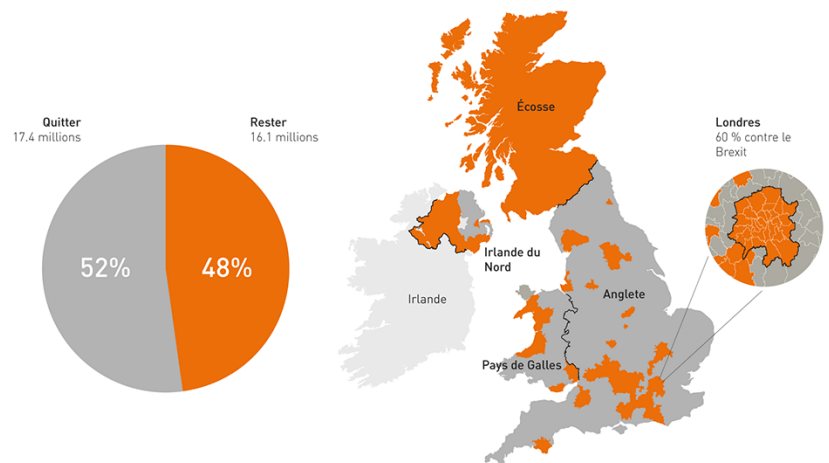 Quitter
17.4 millions
Rester
16.1 millions
52%
48%
Écosse
Irlande du
Nord
Irlande
Anglete
Pays de Galles
Londres
60 % contre le
Brexit